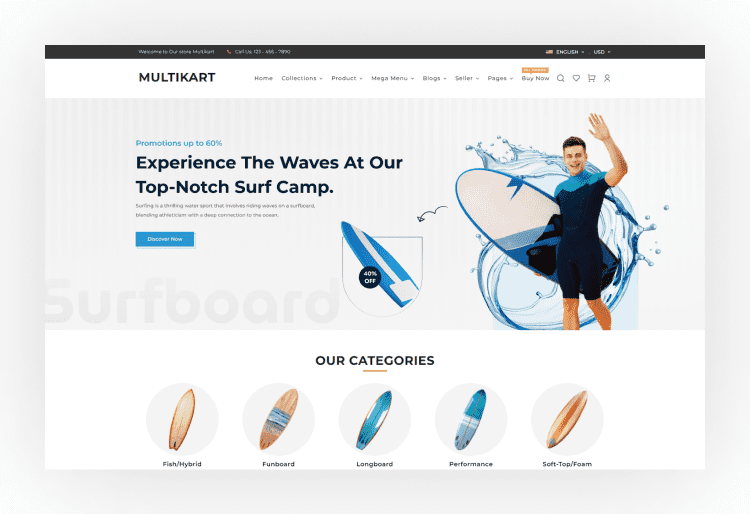 Welcome to Our store Multikart
Call Us: 123 - 456 - 7890
ENGLISH
USD
MULTIKART
Home
Collections
Product
Mega Menu
Blogs
Seller
Pages
Buy Now
Promotions up to 60%
Experience The Waves At Our
Top-Notch Surf Camp.
Surfing is a thrilling water sport that involves riding waves on a surfboard,
blending athleticism with a deep connection to the ocean.
Discover Now
40%
OFF
Surfboard
OUR CATEGORIES
Fish/Hybrid
Funboard
Longboard
Performance
Soft-Top/Foam